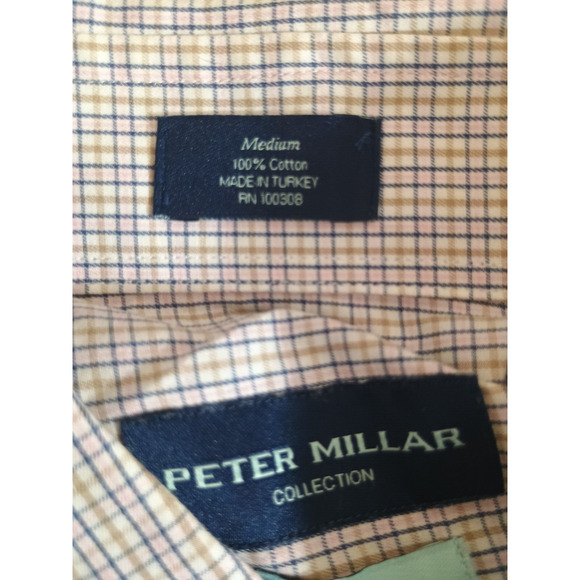 Medium
100% Cotton
MADE IN TURKEY
RN 100308
PETER MILLAR
COLLECTION